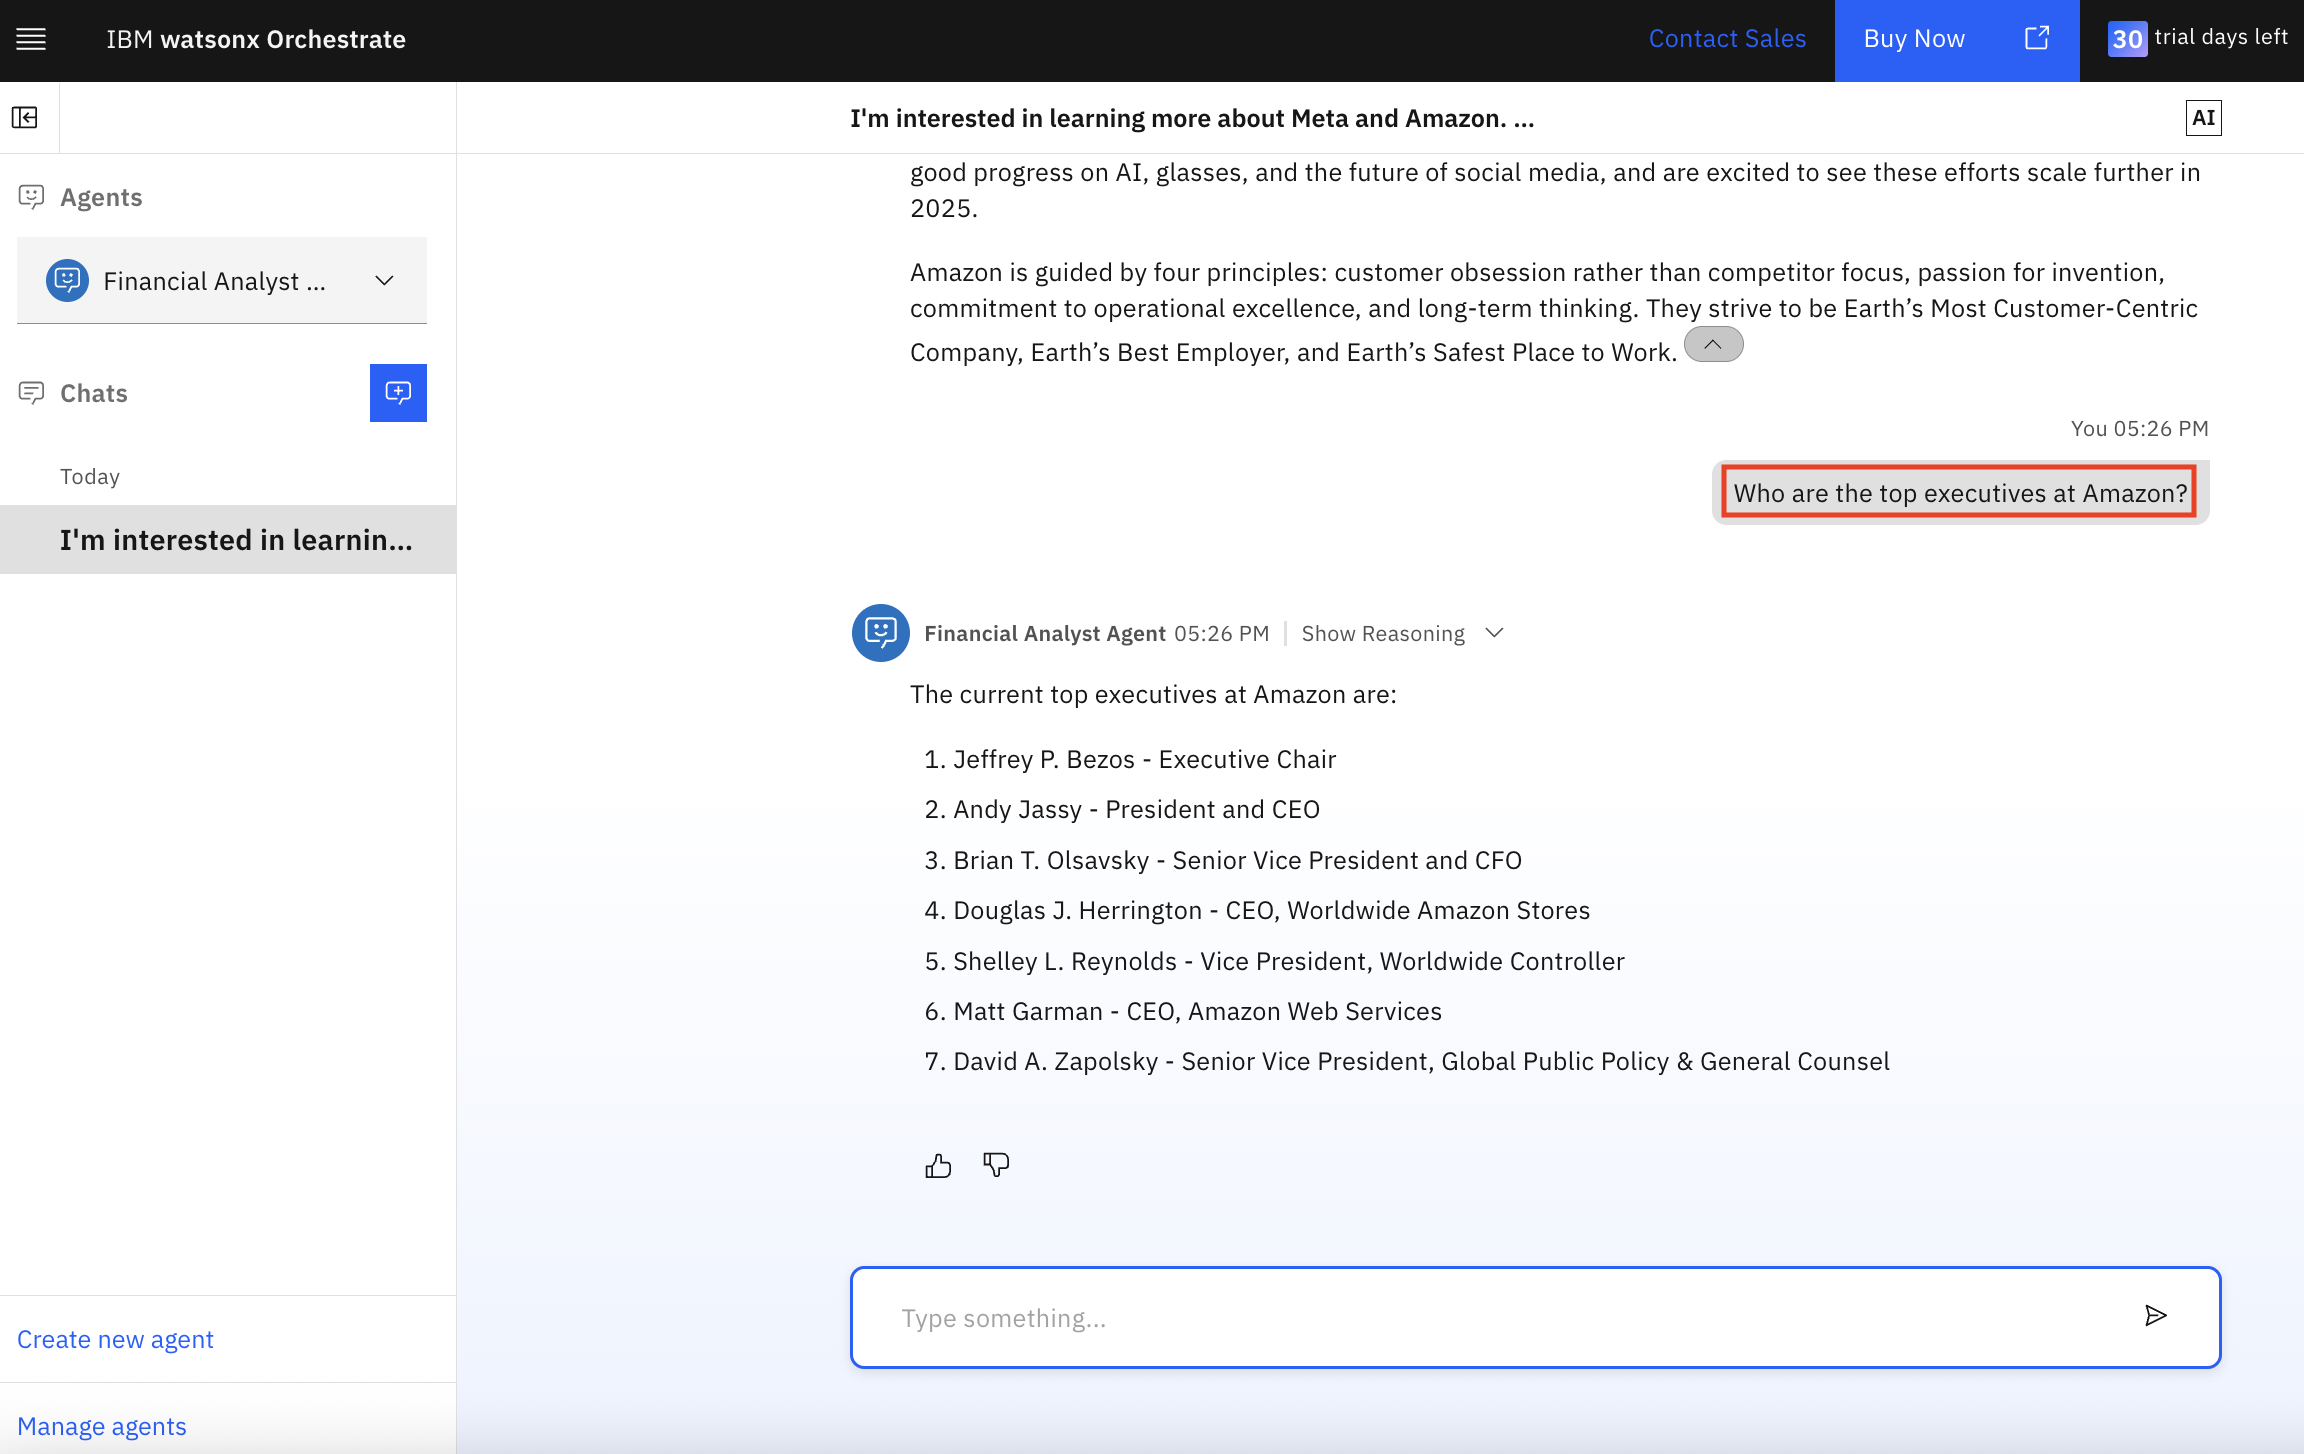 IBM watsonx Orchestrate
Contact Sales
Buy Now
30 trial days left
I'm interested in learning more about Meta and Amazon. ...
AI
Agents
Financial Analyst ...
Chats
Today
I'm interested in learnin...
Create new agent
Manage agents
good progress on AI, glasses, and the future of social media, and are excited to see these efforts scale further in
2025.
Amazon is guided by four principles: customer obsession rather than competitor focus, passion for invention,
commitment to operational excellence, and long-term thinking. They strive to be Earth’s Most Customer-Centric
Company, Earth’s Best Employer, and Earth’s Safest Place to Work.
You 05:26 PM
Who are the top executives at Amazon?
Financial Analyst Agent 05:26 PM Show Reasoning
The current top executives at Amazon are:
1. Jeffrey P. Bezos - Executive Chair
2. Andy Jassy - President and CEO
3. Brian T. Olsavsky - Senior Vice President and CFO
4. Douglas J. Herrington - CEO, Worldwide Amazon Stores
5. Shelley L. Reynolds - Vice President, Worldwide Controller
6. Matt Garman - CEO, Amazon Web Services
7. David A. Zapolsky - Senior Vice President, Global Public Policy & General Counsel
Type something...